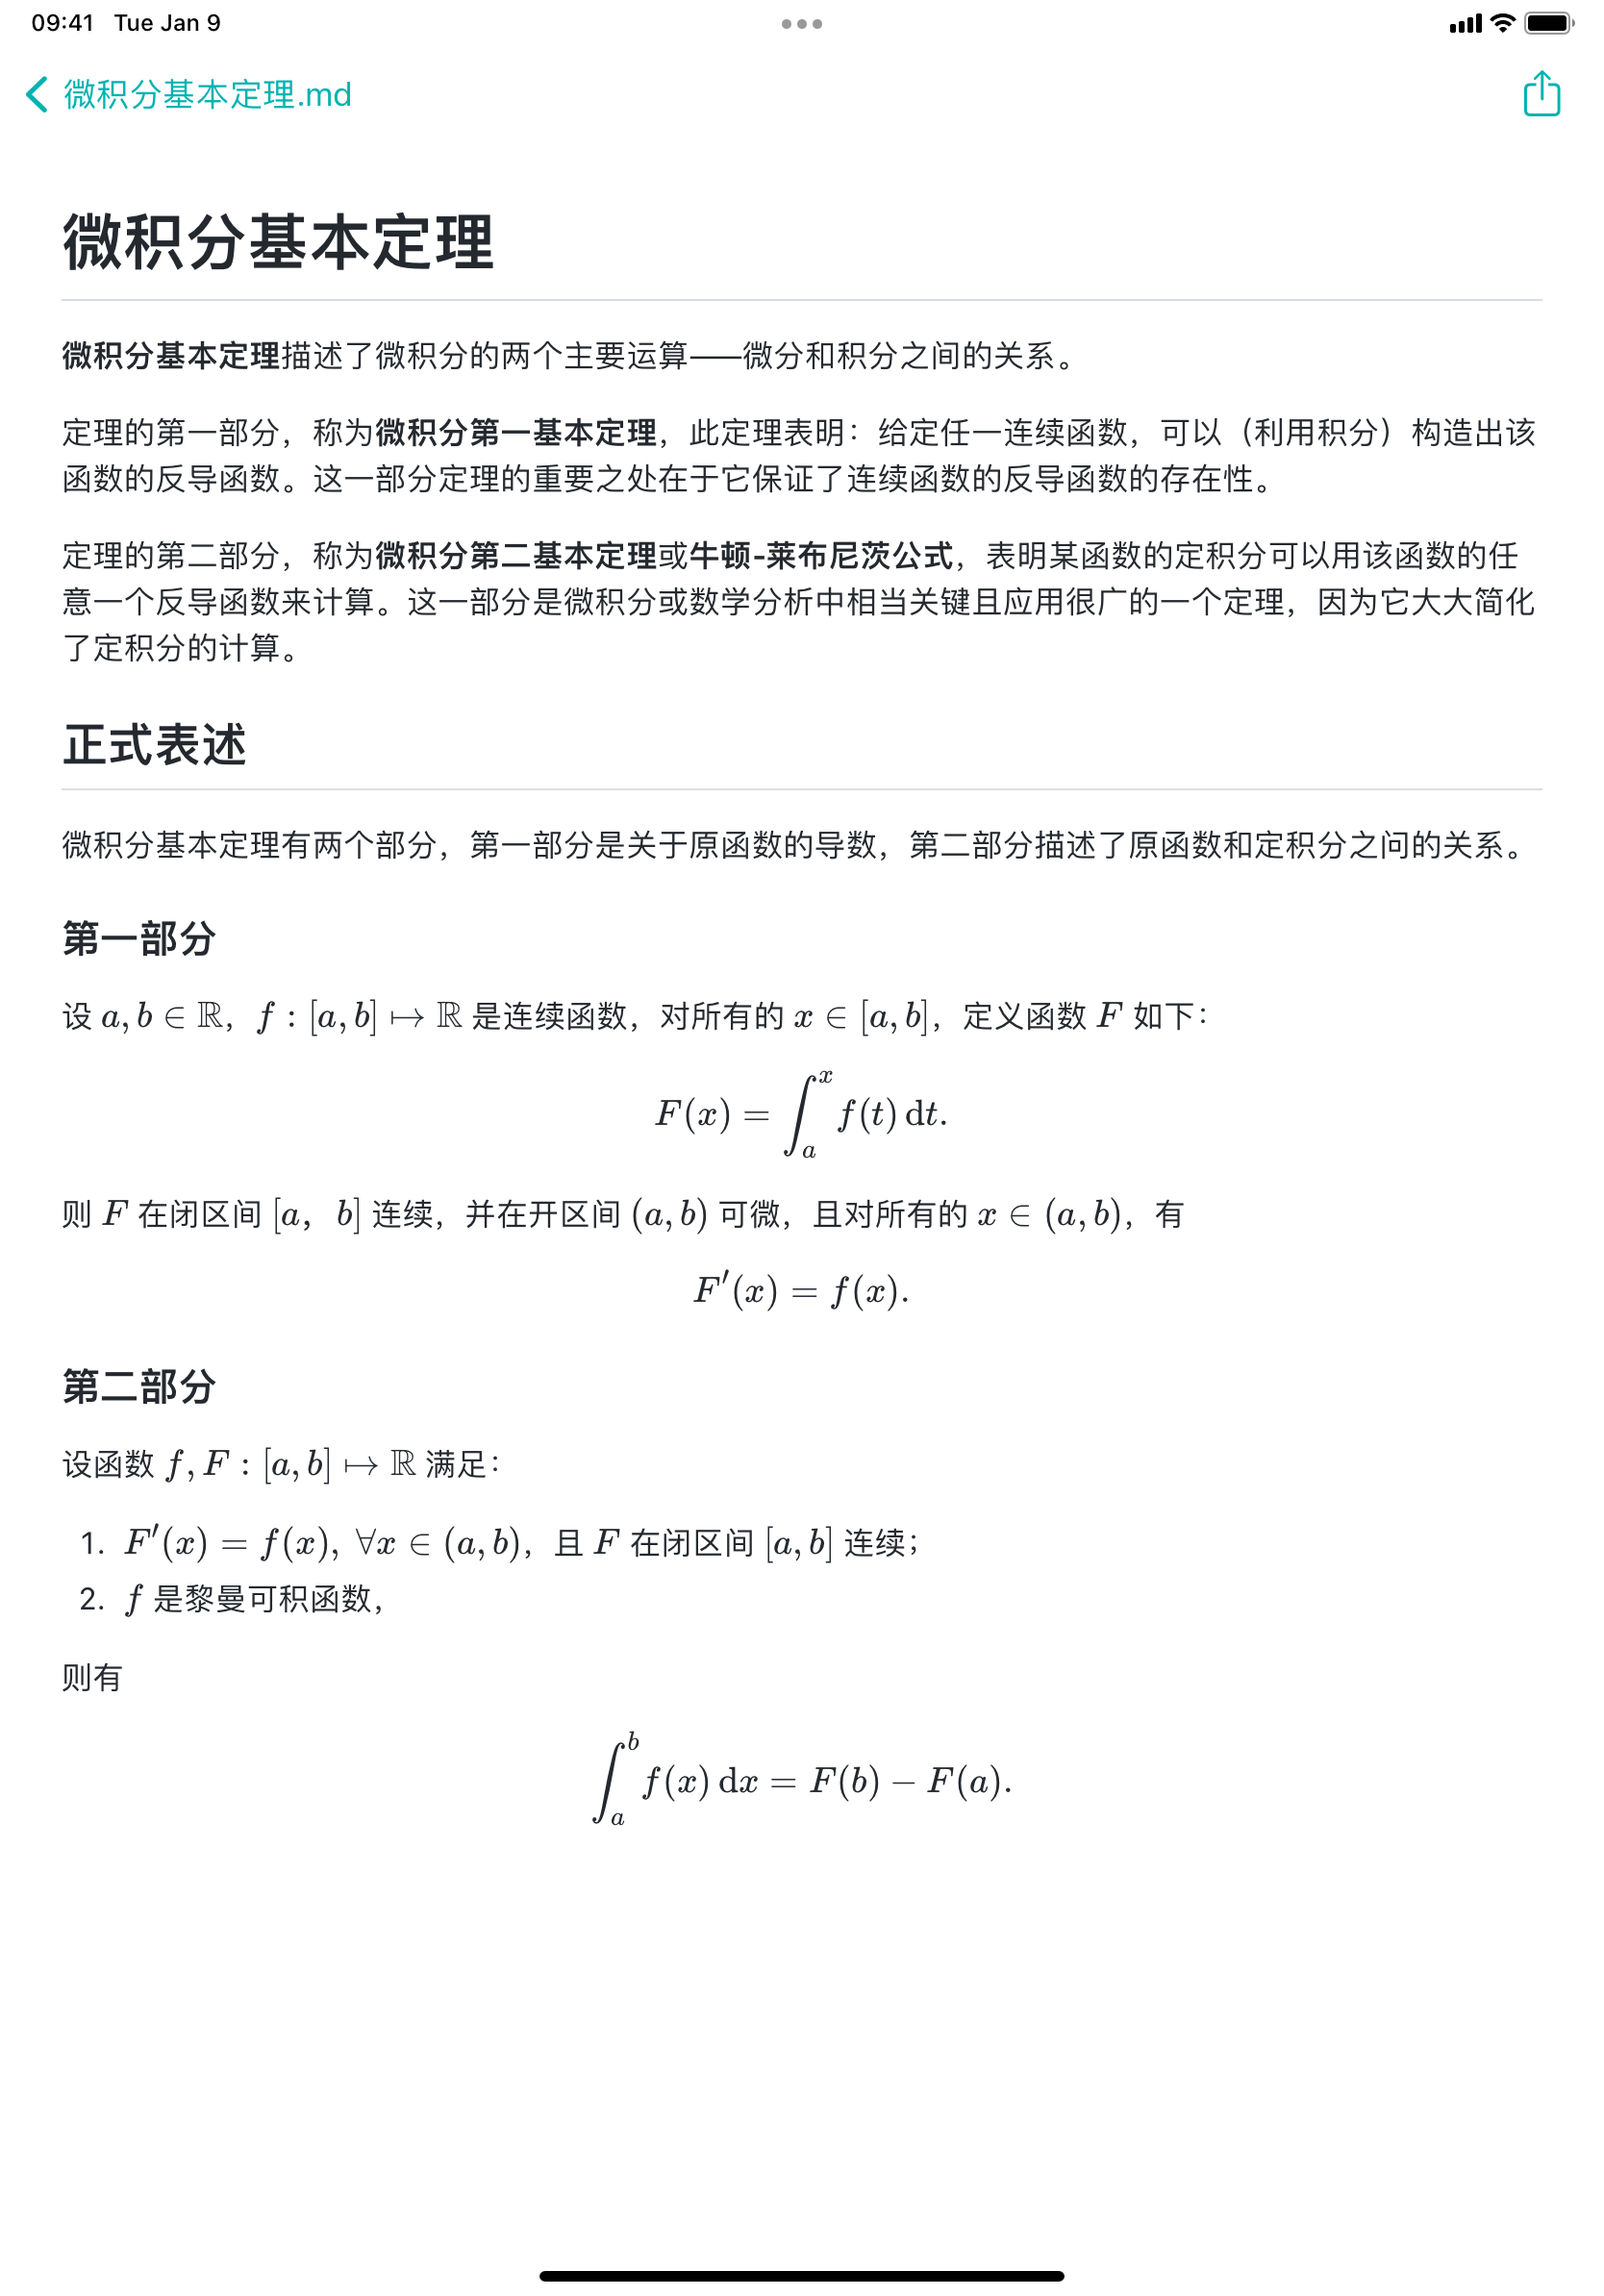 09:41 Tue Jan 9
微积分基本定理.md
微积分基本定理
微积分基本定理描述了微积分的两个主要运算——微分和积分之间的关系。
定理的第一部分，称为微积分第一基本定理，此定理表明：给定任一连续函数，可以（利用积分）构造出该
函数的反导函数。这一部分定理的重要之处在于它保证了连续函数的反导函数的存在性。
定理的第二部分，称为微积分第二基本定理或牛顿-莱布尼茨公式，表明某函数的定积分可以用该函数的任
意一个反导函数来计算。这一部分是微积分或数学分析中相当关键且应用很广的一个定理，因为它大大简化
了定积分的计算。
正式表述
微积分基本定理有两个部分，第一部分是关于原函数的导数，第二部分描述了原函数和定积分之问的关系。
第一部分
设 a, b ∈ ℝ，f : [a, b] ↦ ℝ 是连续函数，对所有的 x ∈ [a, b]，定义函数 F 如下：
F(x) = ∫_a^x f(t) dt.
则 F 在闭区间 [a，b] 连续，并在开区间 (a, b) 可微，且对所有的 x ∈ (a, b)，有
F′(x) = f(x).
第二部分
设函数 f, F : [a, b] ↦ ℝ 满足：
1. F′(x) = f(x), ∀x ∈ (a, b)，且 F 在闭区间 [a, b] 连续；
2. f 是黎曼可积函数，
则有
∫_a^b f(x) dx = F(b) − F(a).